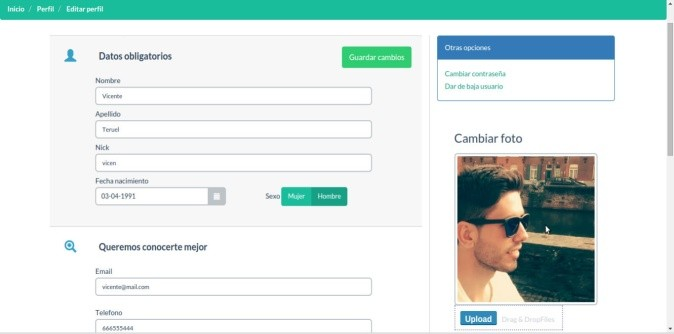 Inicio / Perfil / Editar perfil
Datos obligatorios
Guardar cambios
Nombre
Vicente
Apellido
Teruel
Nick
vicen
Fecha nacimiento
03-04-1991
Sexo Mujer Hombre
Queremos conocerte mejor
Email
vicente@mail.com
Telefono
666555444
Otras opciones
Cambiar contraseña
Dar de baja usuario
Cambiar foto
Upload Drag & DropFiles